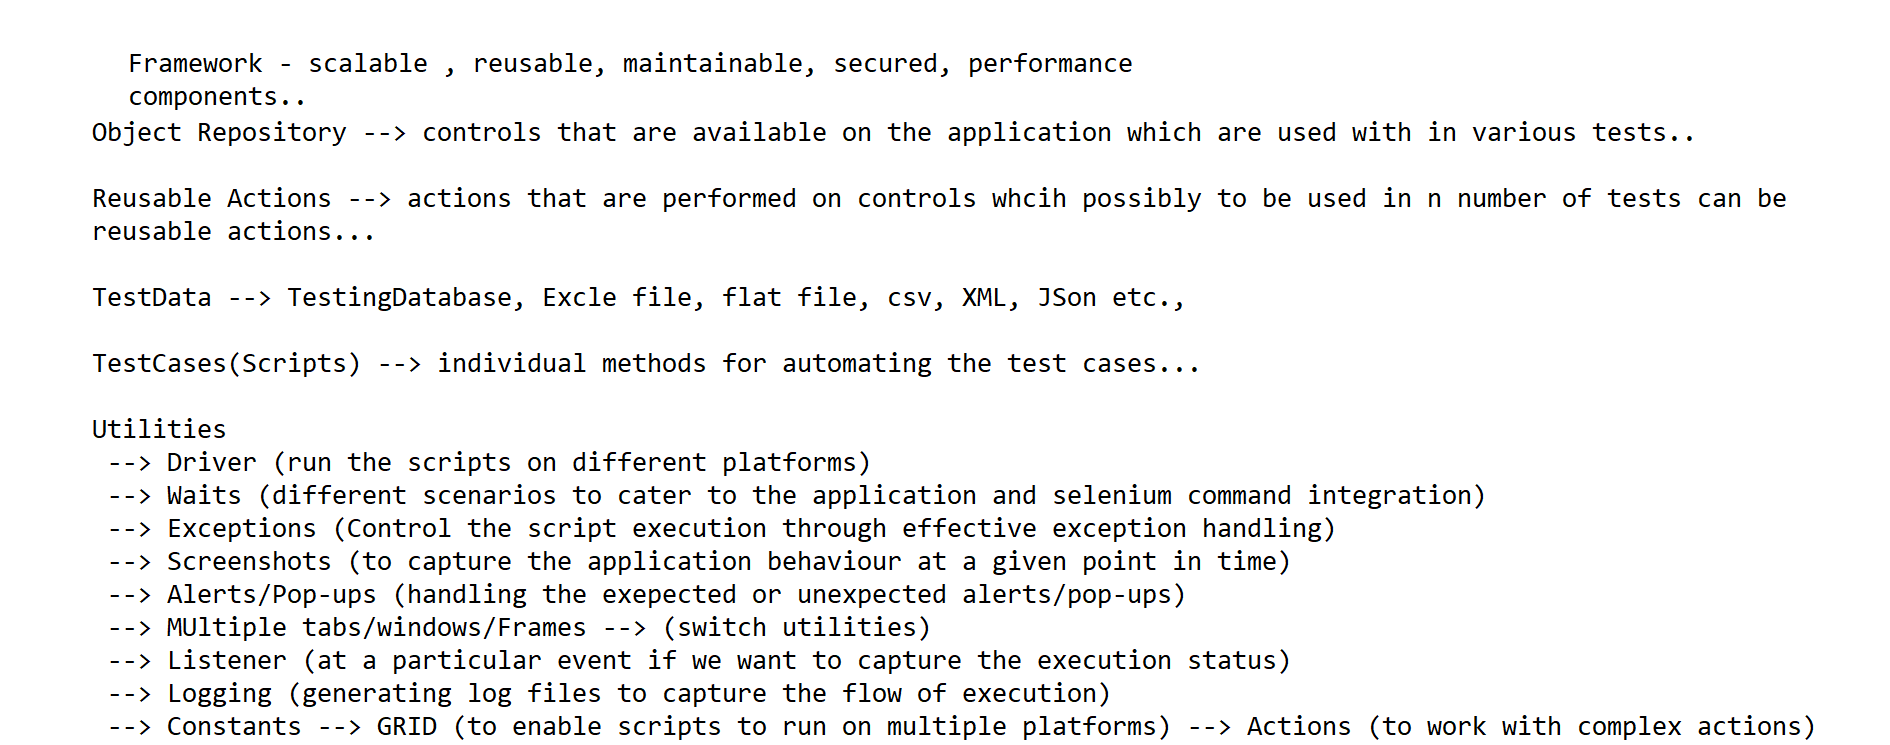 Framework - scalable , reusable, maintainable, secured, performance
components..
Object Repository --> controls that are available on the application which are used with in various tests..
Reusable Actions --> actions that are performed on controls whcih possibly to be used in n number of tests can be
reusable actions...
TestData --> TestingDatabase, Excle file, flat file, csv, XML, JSon etc.,
TestCases(Scripts) --> individual methods for automating the test cases...
Utilities
--> Driver (run the scripts on different platforms)
--> Waits (different scenarios to cater to the application and selenium command integration)
--> Exceptions (Control the script execution through effective exception handling)
--> Screenshots (to capture the application behaviour at a given point in time)
--> Alerts/Pop-ups (handling the exepected or unexpected alerts/pop-ups)
--> MUltiple tabs/windows/Frames --> (switch utilities)
--> Listener (at a particular event if we want to capture the execution status)
--> Logging (generating log files to capture the flow of execution)
--> Constants --> GRID (to enable scripts to run on multiple platforms) --> Actions (to work with complex actions)